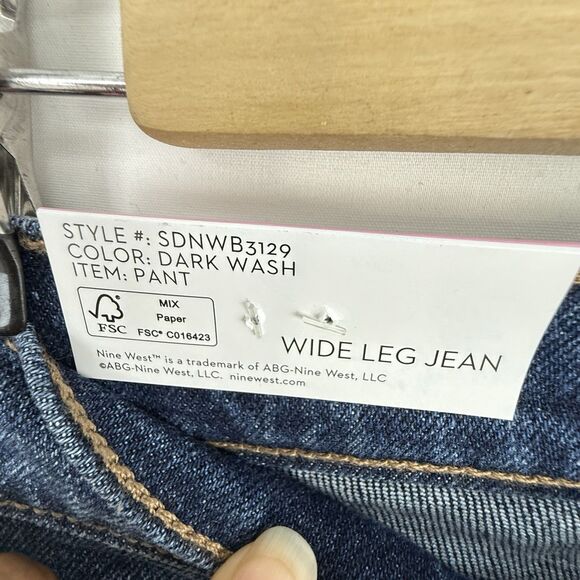 STYLE #: SDNWB3129
COLOR: DARK WASH
ITEM: PANT
FSC
MIX
Paper
FSC® C016423
WIDE LEG JEAN
Nine West™ is a trademark of ABG-Nine West, LLC
©ABG-Nine West, LLC. ninewest.com